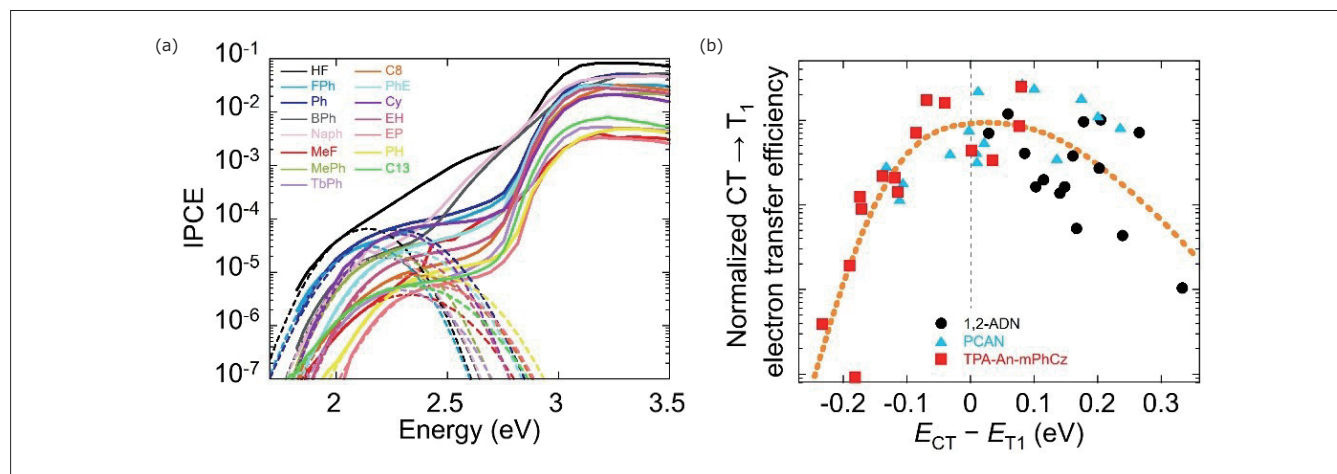 (a)
IPCE
10⁻¹
10⁻²
10⁻³
10⁻⁴
10⁻⁵
10⁻⁶
10⁻⁷
HF
FPh
Ph
BPh
Naph
MeF
MePh
TbPh
C8
PhE
Cy
EH
EP
PH
C13
2
2.5
3
3.5
Energy (eV)
(b)
Normalized CT → T₁
electron transfer efficiency
1,2-ADN
PCAN
TPA-An-mPhCz
-0.2
-0.1
0
0.1
0.2
0.3
E_CT − E_T1 (eV)